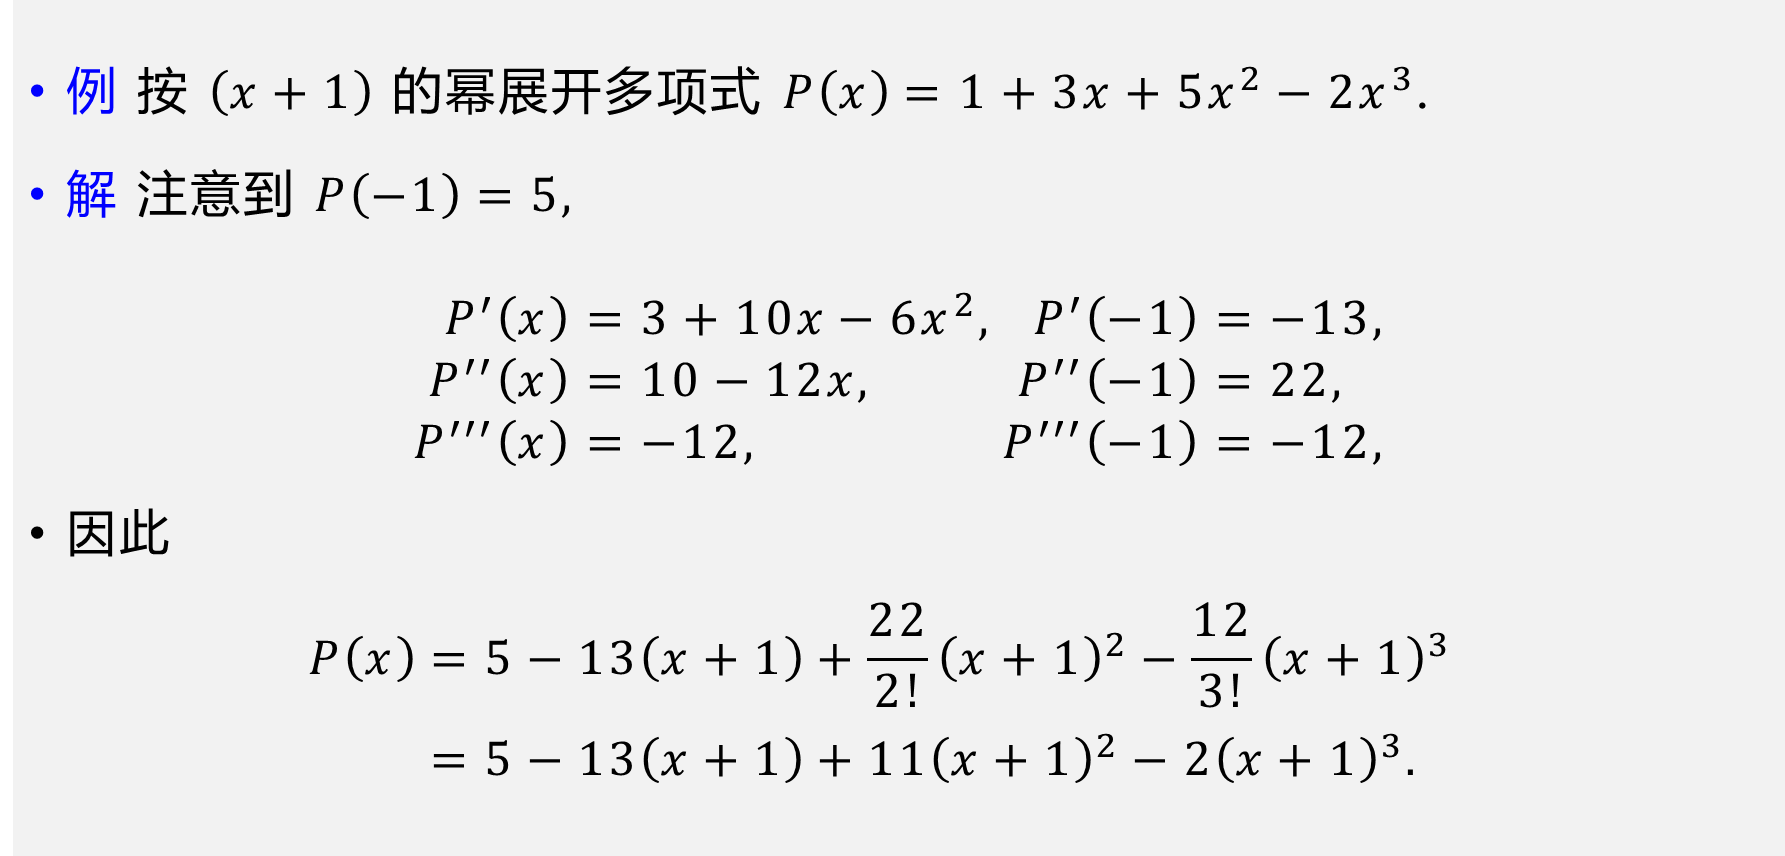 • 例 按 (x + 1) 的幂展开多项式 P(x) = 1 + 3x + 5x² − 2x³.
• 解 注意到 P(−1) = 5,
P′(x) = 3 + 10x − 6x², P′(−1) = −13,
P′′(x) = 10 − 12x, P′′(−1) = 22,
P′′′(x) = −12, P′′′(−1) = −12,
• 因此
P(x) = 5 − 13(x + 1) + 22/2! (x + 1)² − 12/3! (x + 1)³
= 5 − 13(x + 1) + 11(x + 1)² − 2(x + 1)³.